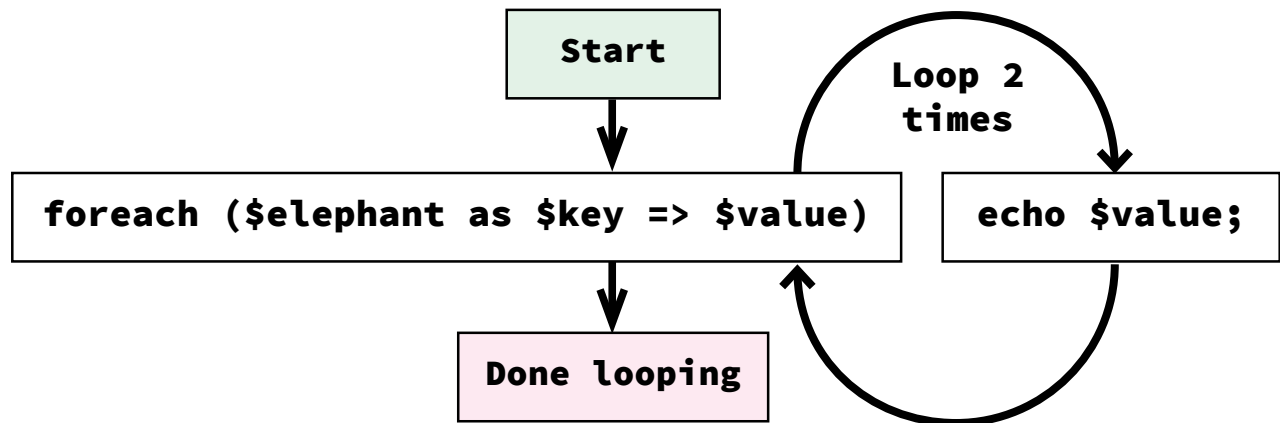 Start
Loop 2
times
foreach ($elephant as $key => $value)
echo $value;
Done looping